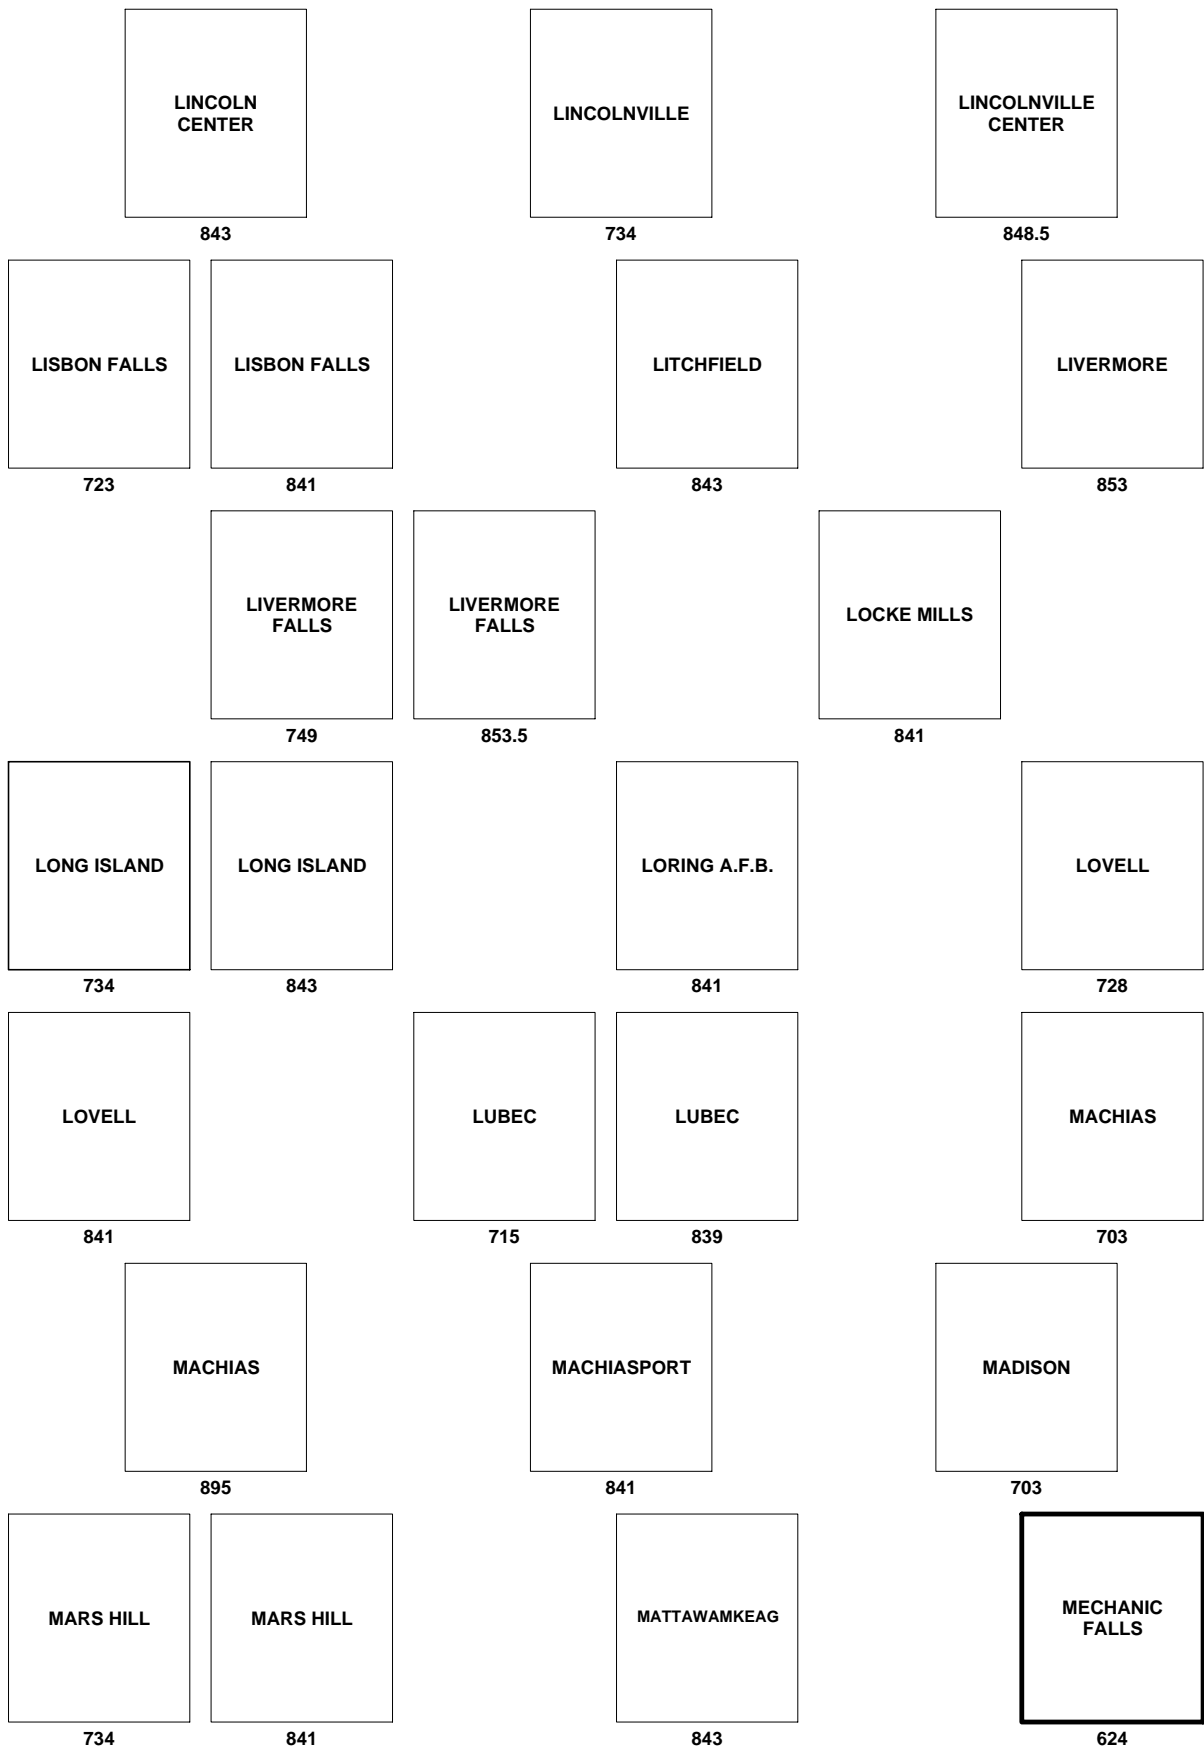 LINCOLN
CENTER
LINCOLNVILLE
LINCOLNVILLE
CENTER
843
734
848.5
LISBON FALLS
LISBON FALLS
LITCHFIELD
LIVERMORE
723
841
843
853
LIVERMORE
FALLS
LIVERMORE
FALLS
LOCKE MILLS
749
853.5
841
LONG ISLAND
LONG ISLAND
LORING A.F.B.
LOVELL
734
843
841
728
LOVELL
LUBEC
LUBEC
MACHIAS
841
715
839
703
MACHIAS
MACHIASPORT
MADISON
895
841
703
MARS HILL
MARS HILL
MATTAWAMKEAG
MECHANIC
FALLS
734
841
843
624